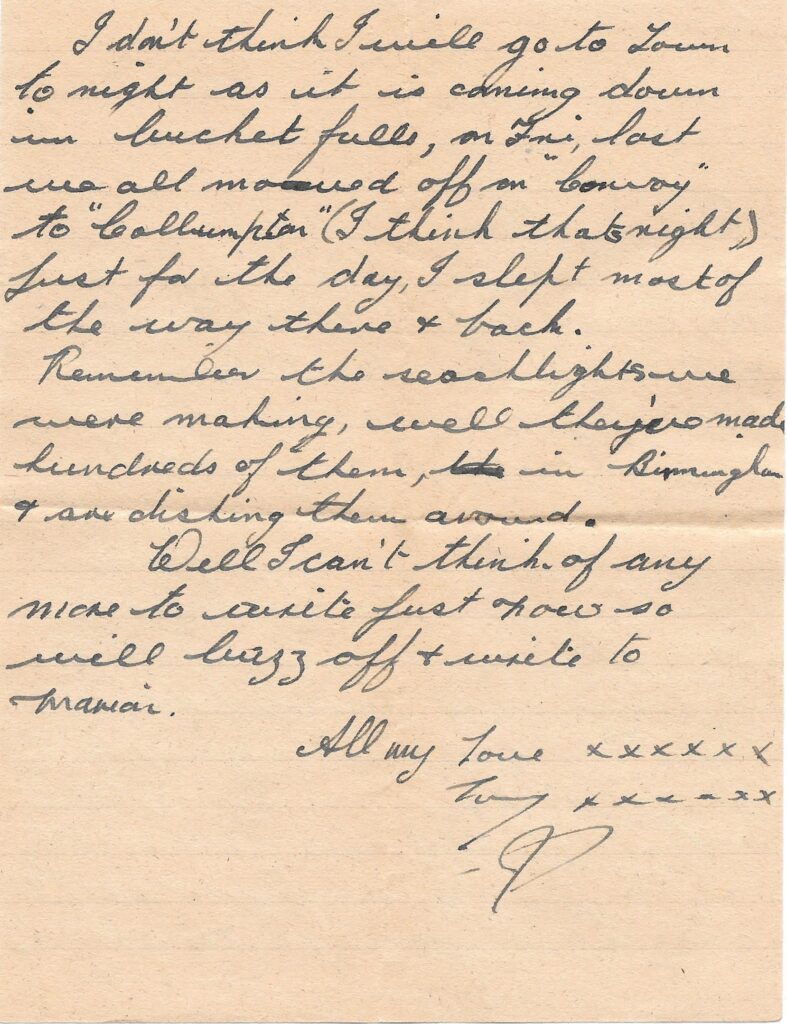 I don't think I will go to Town
to night as it is coming down
in bucket fulls, on Fri, last
we all moved off on "Convoy"
to "Collumpton" (I think thats right)
just for the day, I slept most of
the way there & back.
Remember the seachlights we
were making, well they've made
hundreds of them, in Birmingham
& are dishing them around.
Well I can't think of any
more to write just now so
will buzz off & write to
All my Love xxxxxx
Tony xxxxxxx